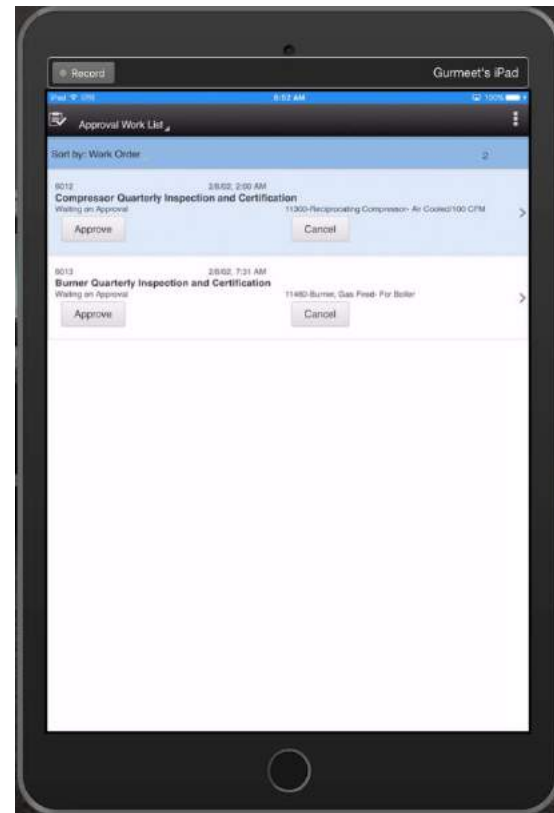 Record
Gurmeet's iPad
iPad
6:52 AM
100%
Approval Work List
Sort by: Work Order
2
6012
2/8/02, 2:00 AM
Compressor Quarterly Inspection and Certification
Waiting on Approval
11300-Reciprocating Compressor- Air Cooled/100 CFM
Approve
Cancel
6013
2/8/02, 7:31 AM
Burner Quarterly Inspection and Certification
Waiting on Approval
11460-Burner, Gas Fired- For Boiler
Approve
Cancel